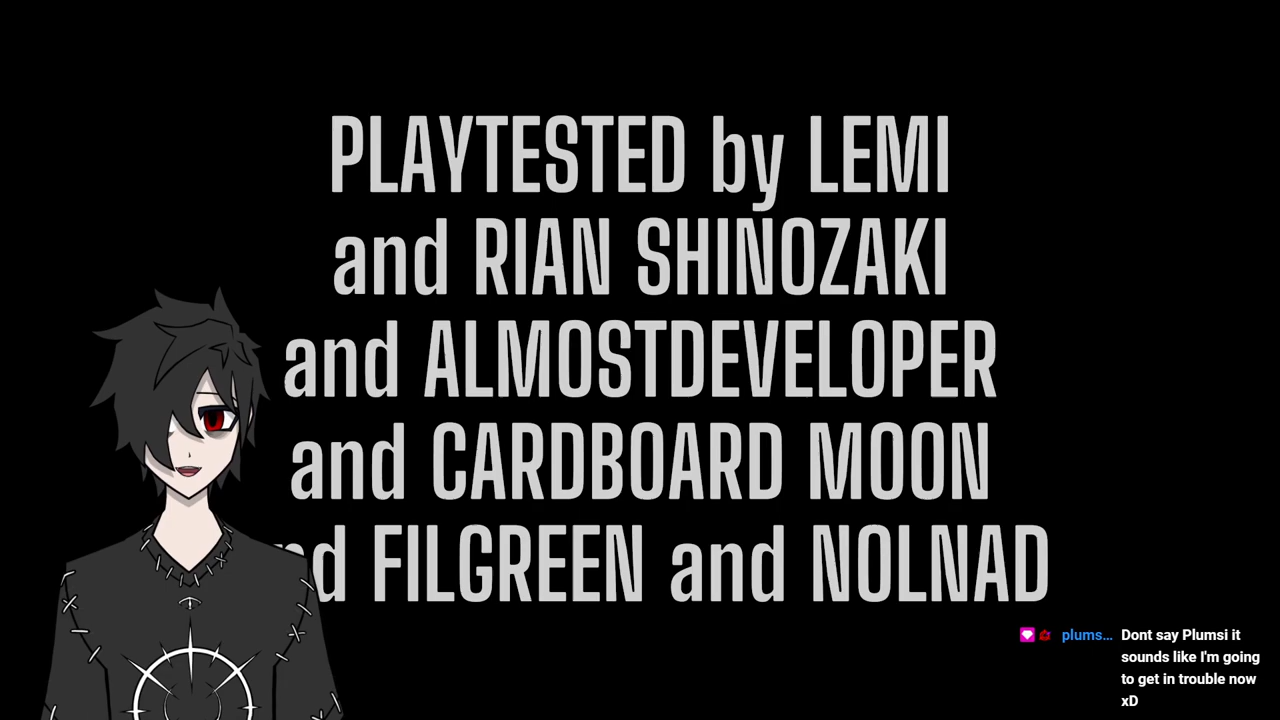 PLAYTESTED by LEMI
and RIAN SHINOZAKI
and ALMOSTDEVELOPER
and CARDBOARD MOON
FILGREEN and NOLNAD
plums... Dont say Plumsi it
sounds like I'm going
to get in trouble now
xD